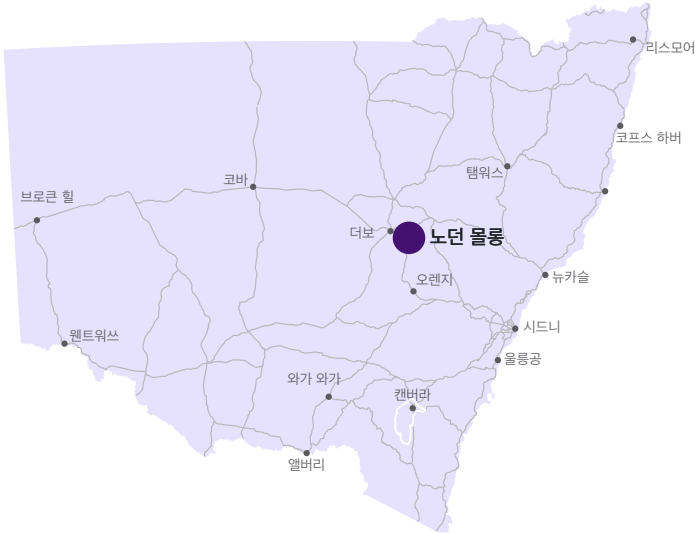 리스모어
코프스 하버
탬워스
코바
브로큰 힐
더보
노던 몰롱
뉴카슬
오렌지
시드니
웬트워쓰
울릉공
와가 와가
캔버라
앨버리